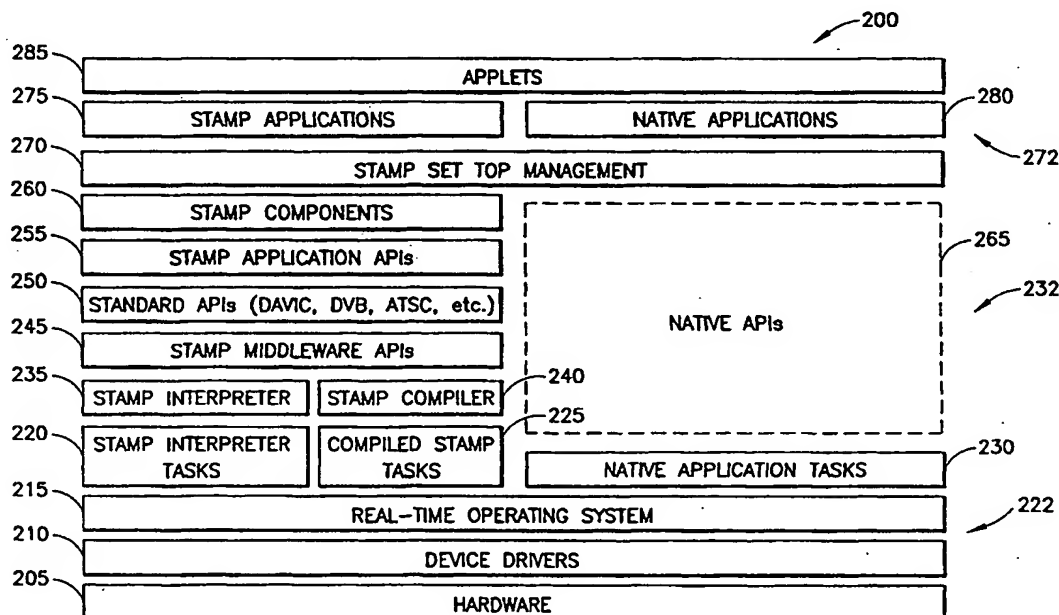 200
285
APPLETS
275
STAMP APPLICATIONS
NATIVE APPLICATIONS
280
272
270
STAMP SET TOP MANAGEMENT
260
STAMP COMPONENTS
255
STAMP APPLICATION APIs
265
250
STANDARD APIs (DAVIC, DVB, ATSC, etc.)
232
NATIVE APIs
245
STAMP MIDDLEWARE APIs
235
STAMP INTERPRETER
STAMP COMPILER
240
225
220
STAMP INTERPRETER
TASKS
COMPILED STAMP
TASKS
NATIVE APPLICATION TASKS
230
215
REAL-TIME OPERATING SYSTEM
222
210
DEVICE DRIVERS
205
HARDWARE